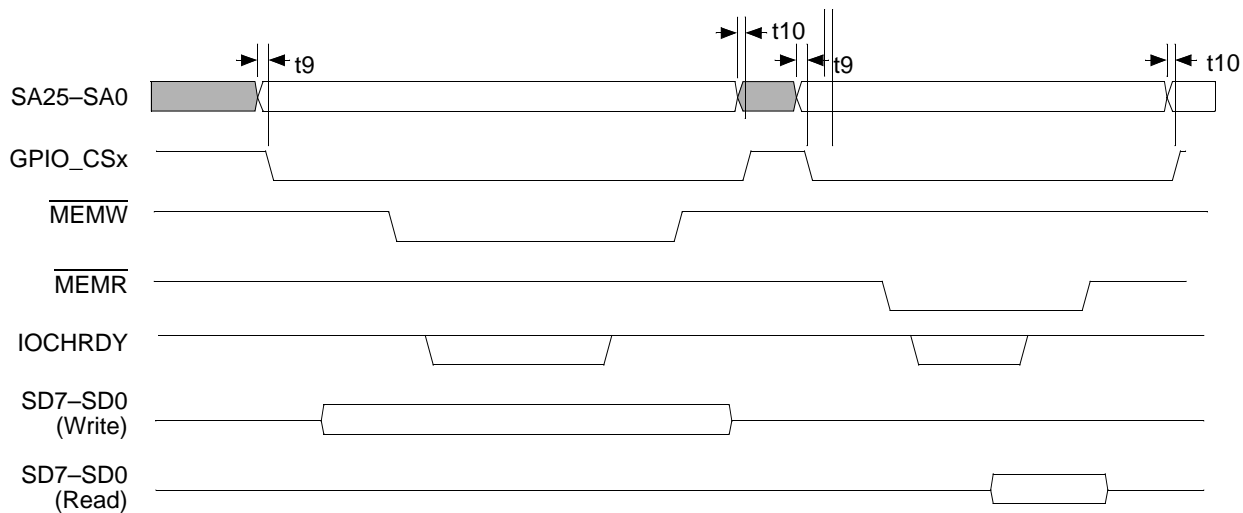 t10
t9
t9
t10
SA25–SA0
GPIO_CSx
MEMW
MEMR
IOCHRDY
SD7–SD0
(Write)
SD7–SD0
(Read)